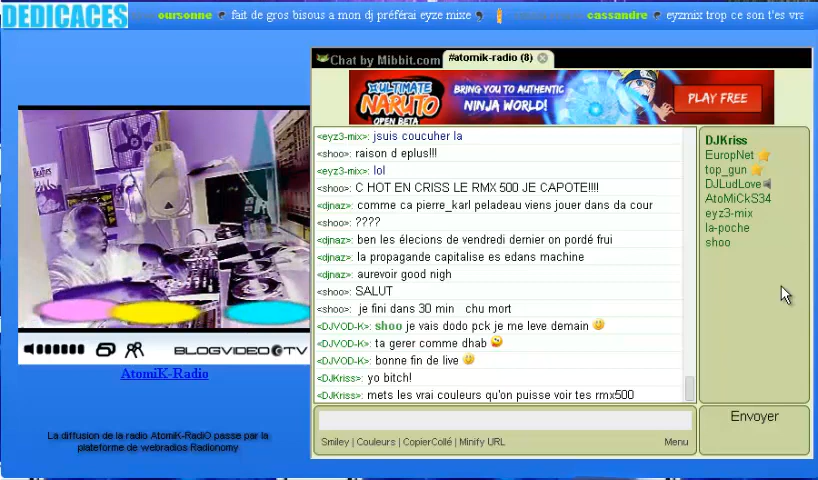 DEDICACES
oursonne fait de gros bisous a mon dj préférai eyze mixe
cassandre eyzmix trop ce son t'es vra
Chat by Mibbit.com
#atomik-radio (8)
ULTIMATE
NARUTO
OPEN BETA
BRING YOU TO AUTHENTIC
NINJA WORLD!
PLAY FREE
<eyz3-mix>: jsuis coucuher la
<shoo>: raison d eplus!!!
<eyz3-mix>: lol
<shoo>: C HOT EN CRISS LE RMX 500 JE CAPOTE!!!!
<djnaz>: comme ca pierre_karl peladeau viens jouer dans da cour
<shoo>: ????
<djnaz>: ben les élecions de vendredi dernier on pordé frui
<djnaz>: la propagande capitalise es edans machine
<djnaz>: aurevoir good nigh
<shoo>: SALUT
<shoo>: je fini dans 30 min chu mort
<DJVOD-K>: shoo je vais dodo pck je me leve demain
<DJVOD-K>: ta gerer comme dhab
<DJVOD-K>: bonne fin de live
<DJKriss>: yo bitch!
<DJKriss>: mets les vrai couleurs qu'on puisse voir tes rmx500
DJKriss
EuropNet
top_gun
DJLudLove
AtoMiCkS34
eyz3-mix
la-poche
shoo
Envoyer
Smiley | Couleurs | CopierCollé | Minify URL
Menu
BLOGVIDEO TV
AtomiK-Radio
La diffusion de la radio AtomiK-RadiO passe par la
plateforme de webradios Radionomy